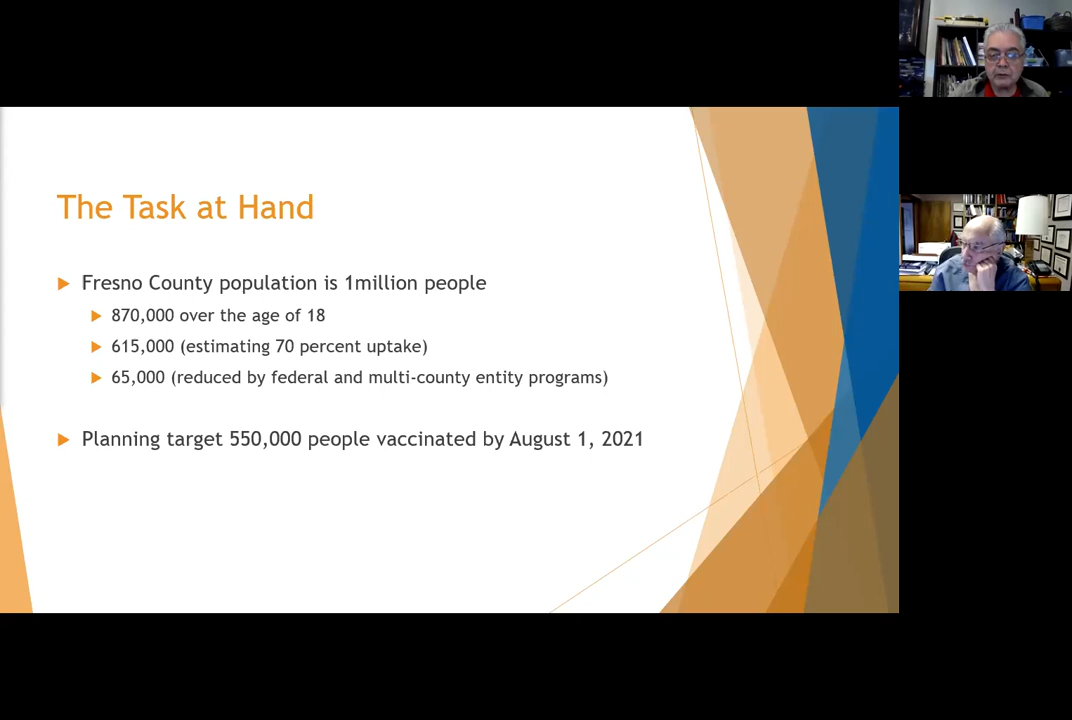 The Task at Hand
Fresno County population is 1million people
870,000 over the age of 18
615,000 (estimating 70 percent uptake)
65,000 (reduced by federal and multi-county entity programs)
Planning target 550,000 people vaccinated by August 1, 2021